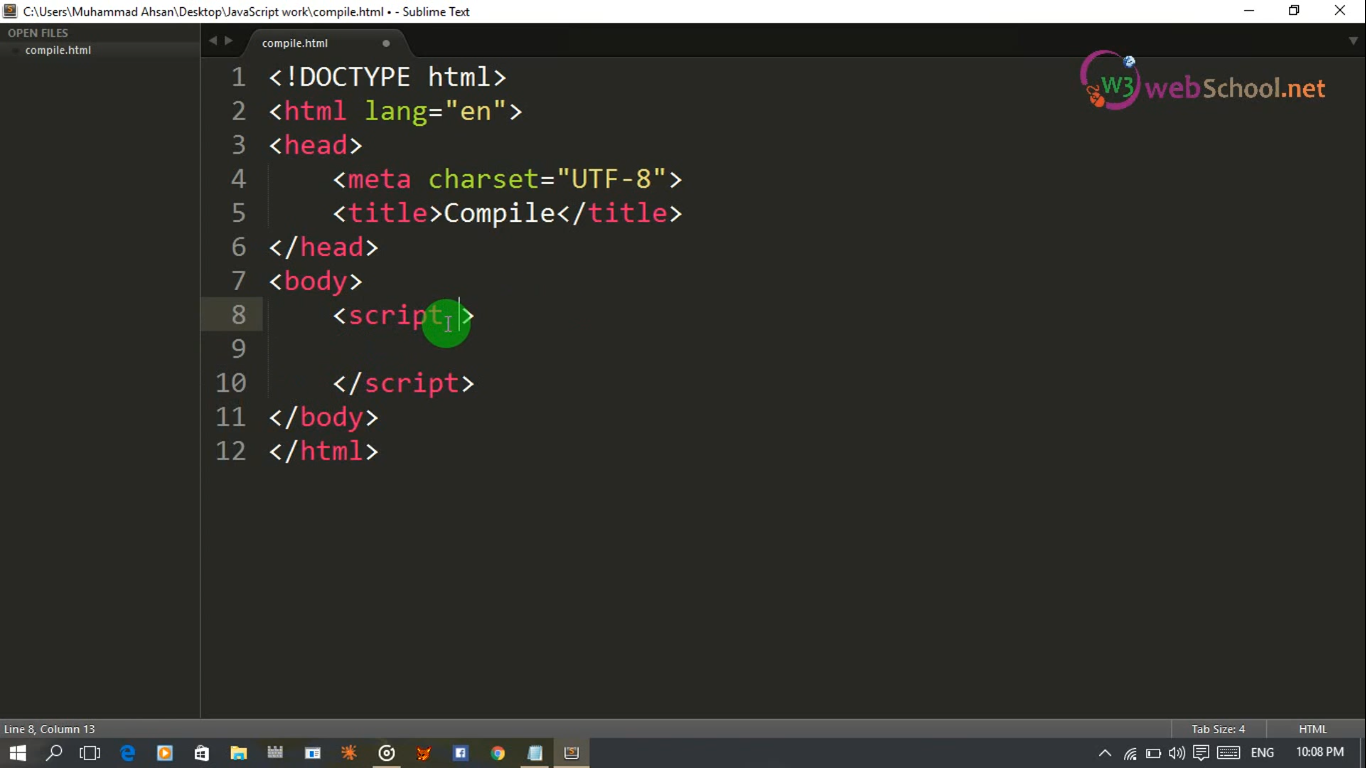 C:\Users\Muhammad Ahsan\Desktop\JavaScript work\compile.html • - Sublime Text
OPEN FILES
compile.html
compile.html
W3 webSchool.net
1 <!DOCTYPE html>
2 <html lang="en">
3 <head>
4     <meta charset="UTF-8">
5     <title>Compile</title>
6 </head>
7 <body>
8     <script >
9
10     </script>
11 </body>
12 </html>
Line 8, Column 13
Tab Size: 4
HTML
ENG
10:08 PM